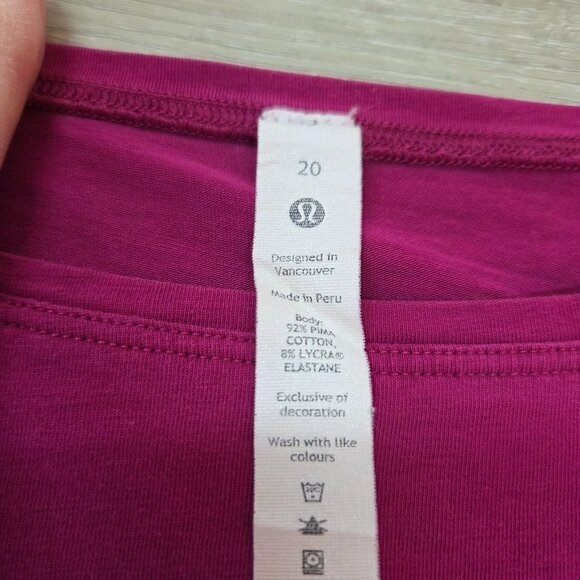 20
Designed in
Vancouver
Made in Peru
Body:
92% PIMA
COTTON,
8% LYCRA®
ELASTANE
Exclusive of
decoration
Wash with like
colours